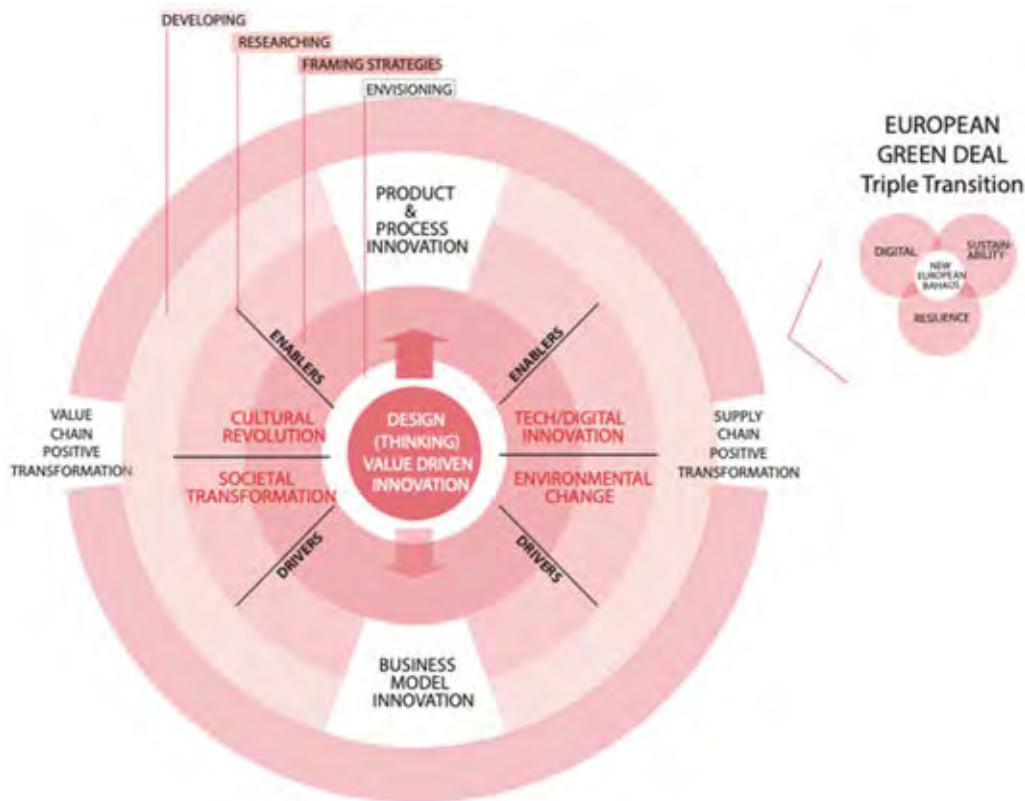 DEVELOPING
RESEARCHING
FRAMING STRATEGIES
ENVISIONING
PRODUCT
&
PROCESS
INNOVATION
ENABLERS
ENABLERS
CULTURAL
REVOLUTION
TECH/DIGITAL
INNOVATION
DESIGN
(THINKING)
VALUE DRIVEN
INNOVATION
SOCIETAL
TRANSFORMATION
ENVIRONMENTAL
CHANGE
DRIVERS
DRIVERS
VALUE
CHAIN
POSITIVE
TRANSFORMATION
SUPPLY
CHAIN
POSITIVE
TRANSFORMATION
BUSINESS
MODEL
INNOVATION
EUROPEAN
GREEN DEAL
Triple Transition
DIGITAL
SUSTAIN-
ABILITY
NEW
EUROPEAN
BAHAUS
RESILIENCE